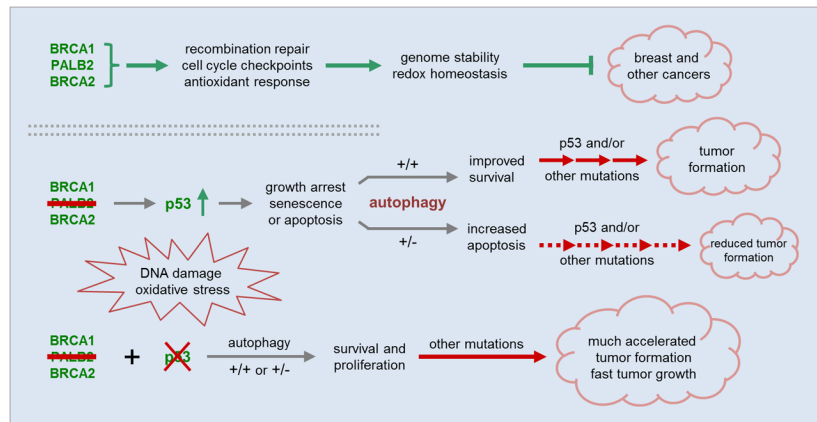 BRCA1
PALB2
BRCA2
recombination repair
cell cycle checkpoints
antioxidant response
genome stability
redox homeostasis
breast and
other cancers
BRCA1
PALB2
BRCA2
p53
growth arrest
senescence
or apoptosis
autophagy
+/+
improved
survival
p53 and/or
other mutations
tumor
formation
+/-
increased
apoptosis
p53 and/or
other mutations
reduced tumor
formation
DNA damage
oxidative stress
BRCA1
PALB2
BRCA2
+
p53
autophagy
+/+ or +/-
survival and
proliferation
other mutations
much accelerated
tumor formation
fast tumor growth